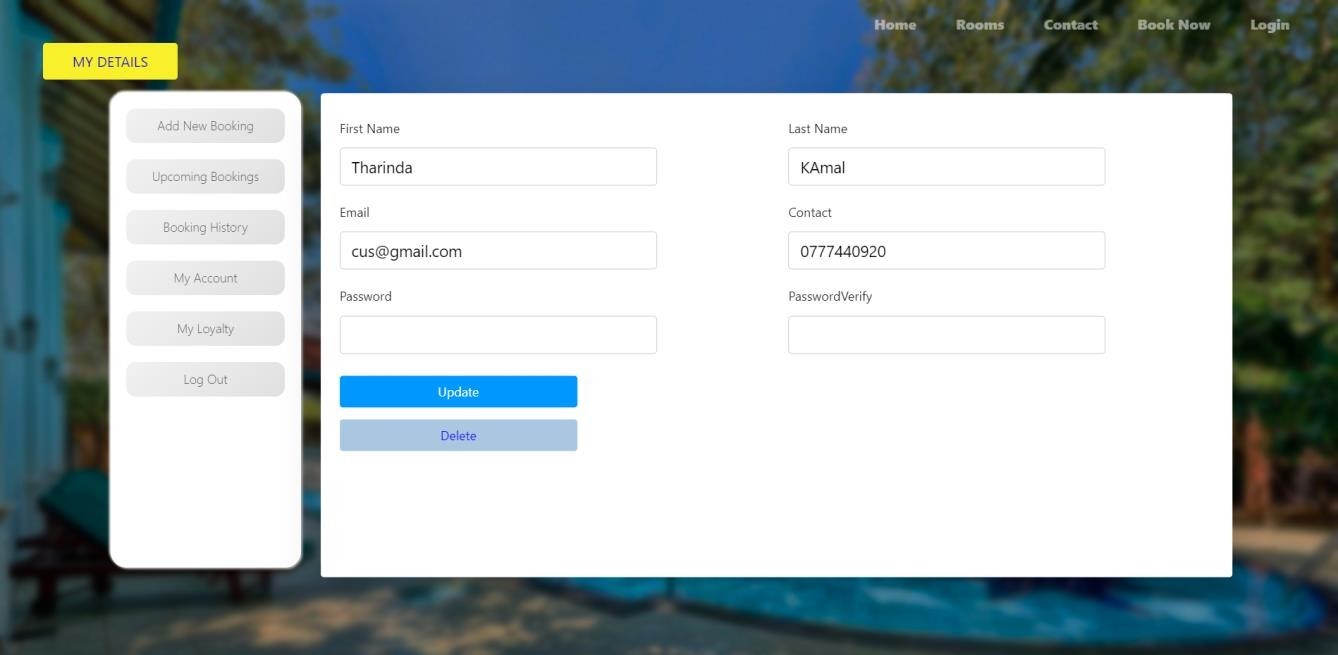 Home Rooms Contact Book Now Login
MY DETAILS
Add New Booking
Upcoming Bookings
Booking History
My Account
My Loyalty
Log Out
First Name Last Name
Tharinda KAmal
Email Contact
cus@gmail.com 0777440920
Password PasswordVerify
Update
Delete